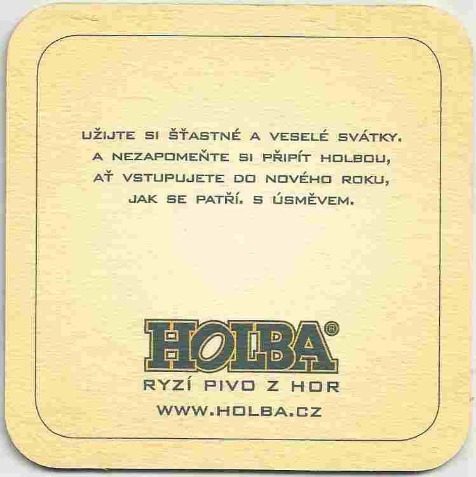 UŽIJTE SI ŠŤASTNÉ A VESELÉ SVÁTKY.
A NEZAPOMEŇTE SI PŘIPÍT HOLBOU,
AŤ VSTUPUJETE DO NOVÉHO ROKU,
JAK SE PATŘÍ. S ÚSMĚVEM.
HOLBA®
RYZÍ PIVO Z HOR
WWW.HOLBA.CZ